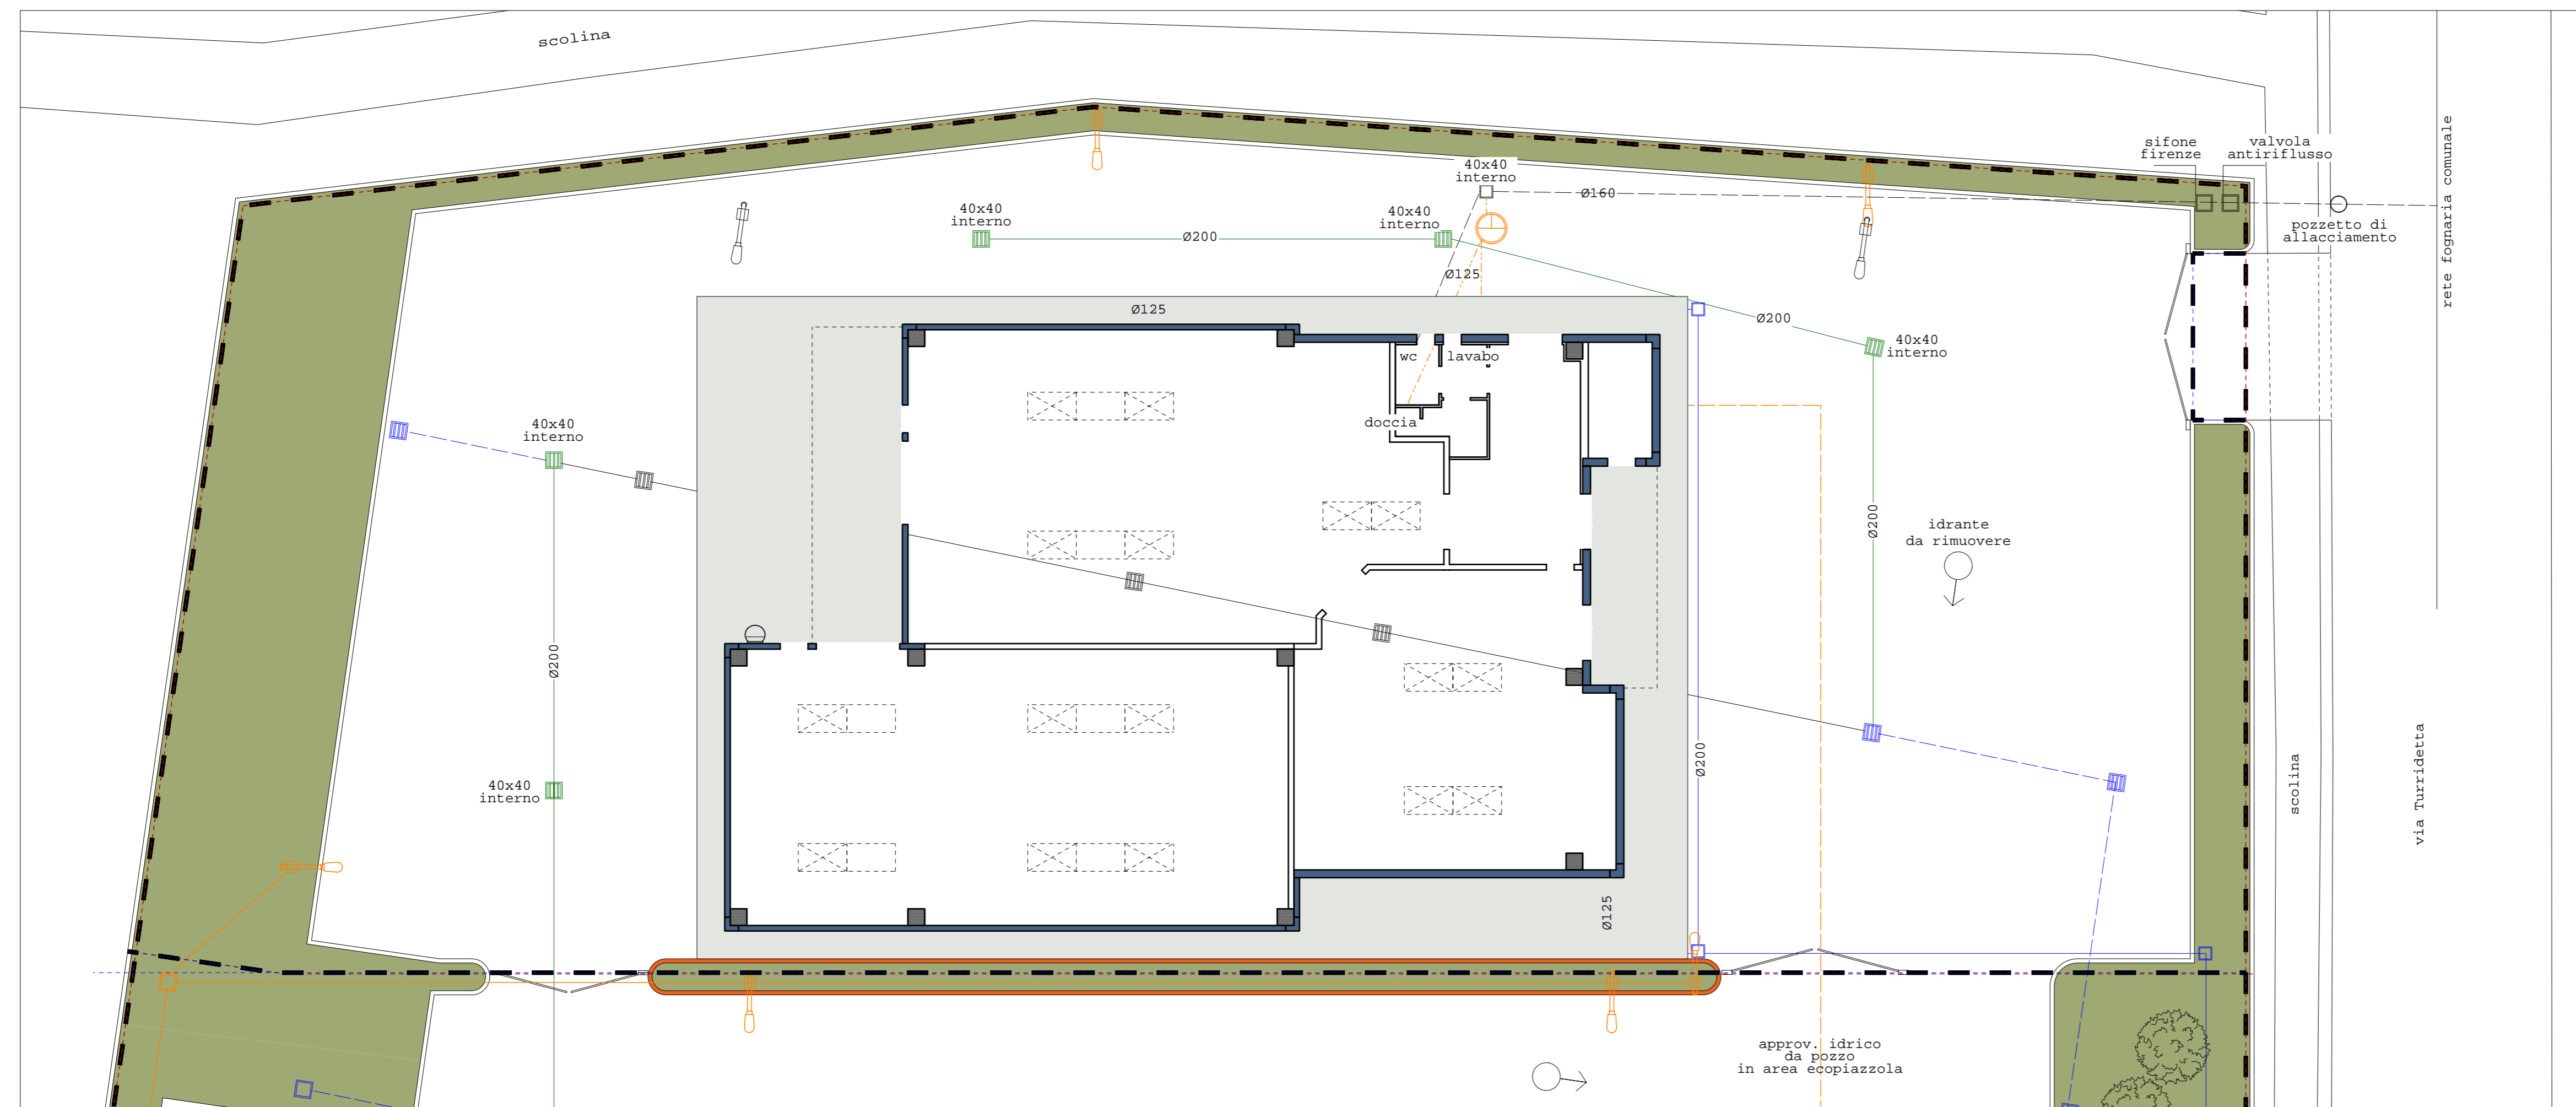 scolina
rete fognaria comunale
sifone
firenze
valvola
antiriflusso
40x40
interno
Ø160
40x40
interno
40x40
interno
Ø200
pozzetto di
allacciamento
Ø125
Ø125
Ø200
40x40
interno
wc
lavabo
doccia
40x40
interno
idrante
da rimuovere
Ø200
Ø200
Ø200
scolina
via Turridetta
40x40
interno
Ø125
approv. idrico
da pozzo
in area ecopiazzola